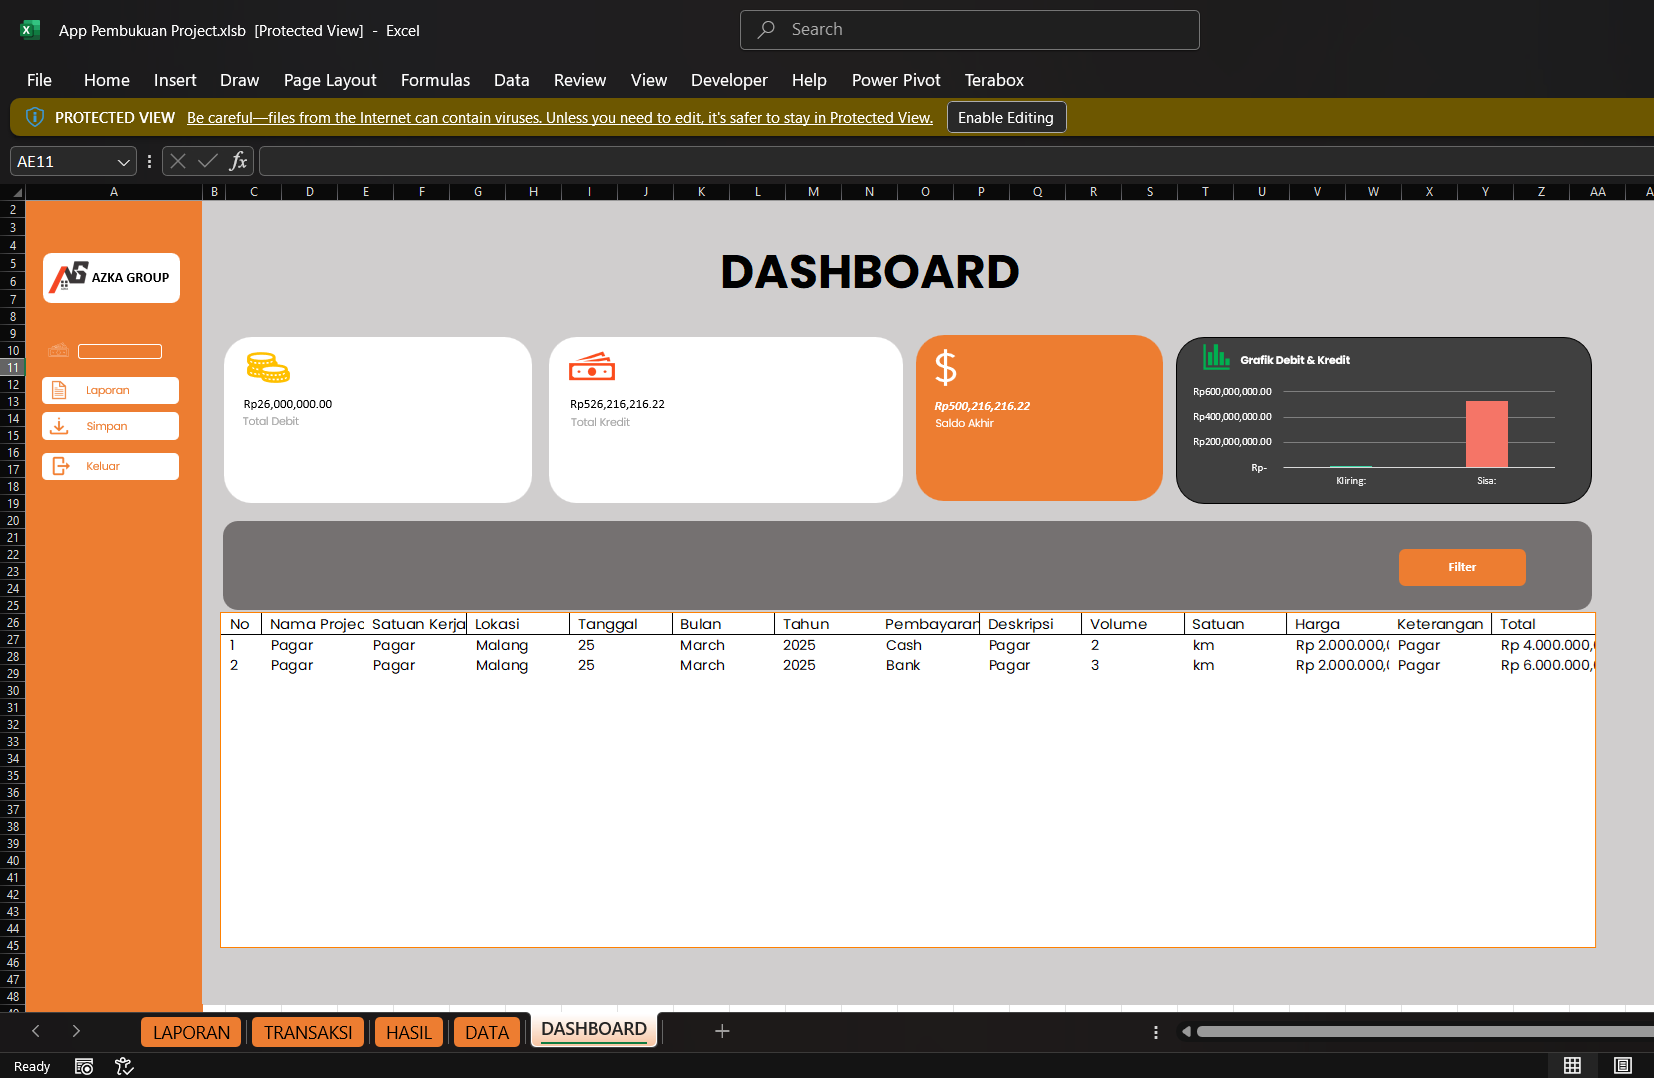 App Pembukuan Project.xlsb [Protected View] - Excel
Search
File Home Insert Draw Page Layout Formulas Data Review View Developer Help Power Pivot Terabox
PROTECTED VIEW Be careful—files from the Internet can contain viruses. Unless you need to edit, it's safer to stay in Protected View. Enable Editing
AE11 fx
A B C D E F G H I J K L M N O P Q R S T U V W X Y Z AA A
2
3
4
5
6
7
8
9
10
11
12
13
14
15
16
17
18
19
20
21
22
23
24
25
26
27
28
29
30
31
32
33
34
35
36
37
38
39
40
41
42
43
44
45
46
47
48
AZKA GROUP
Laporan
Simpan
Keluar
DASHBOARD
Rp26,000,000.00
Total Debit
Rp526,216,216.22
Total Kredit
$
Rp500,216,216.22
Saldo Akhir
Grafik Debit & Kredit
Rp600,000,000.00
Rp400,000,000.00
Rp200,000,000.00
Rp-
Kliring: Sisa:
Filter
No Nama Projec Satuan Kerja Lokasi Tanggal Bulan Tahun Pembayaran Deskripsi Volume Satuan Harga Keterangan Total
1 Pagar Pagar Malang 25 March 2025 Cash Pagar 2 km Rp 2.000.000,0 Pagar Rp 4.000.000,
2 Pagar Pagar Malang 25 March 2025 Bank Pagar 3 km Rp 2.000.000,0 Pagar Rp 6.000.000,
LAPORAN TRANSAKSI HASIL DATA DASHBOARD
Ready